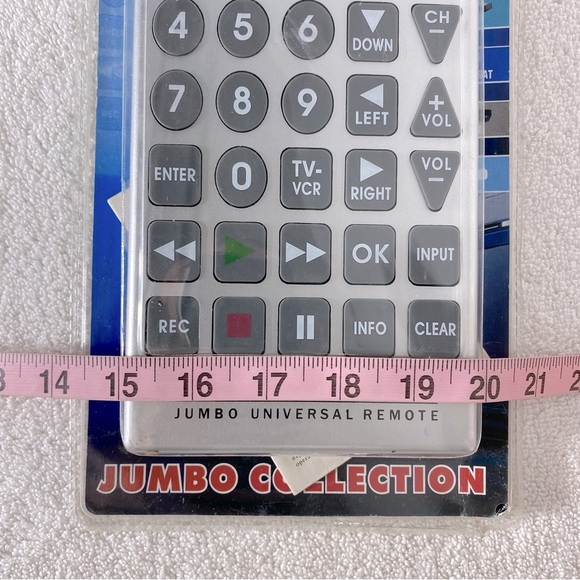 4 5 6 DOWN CH −
7 8 9 LEFT + VOL
ENTER 0 TV-VCR RIGHT VOL −
OK INPUT
REC INFO CLEAR
14 15 16 17 18 19 20 21
JUMBO UNIVERSAL REMOTE
JUMBO COLLECTION